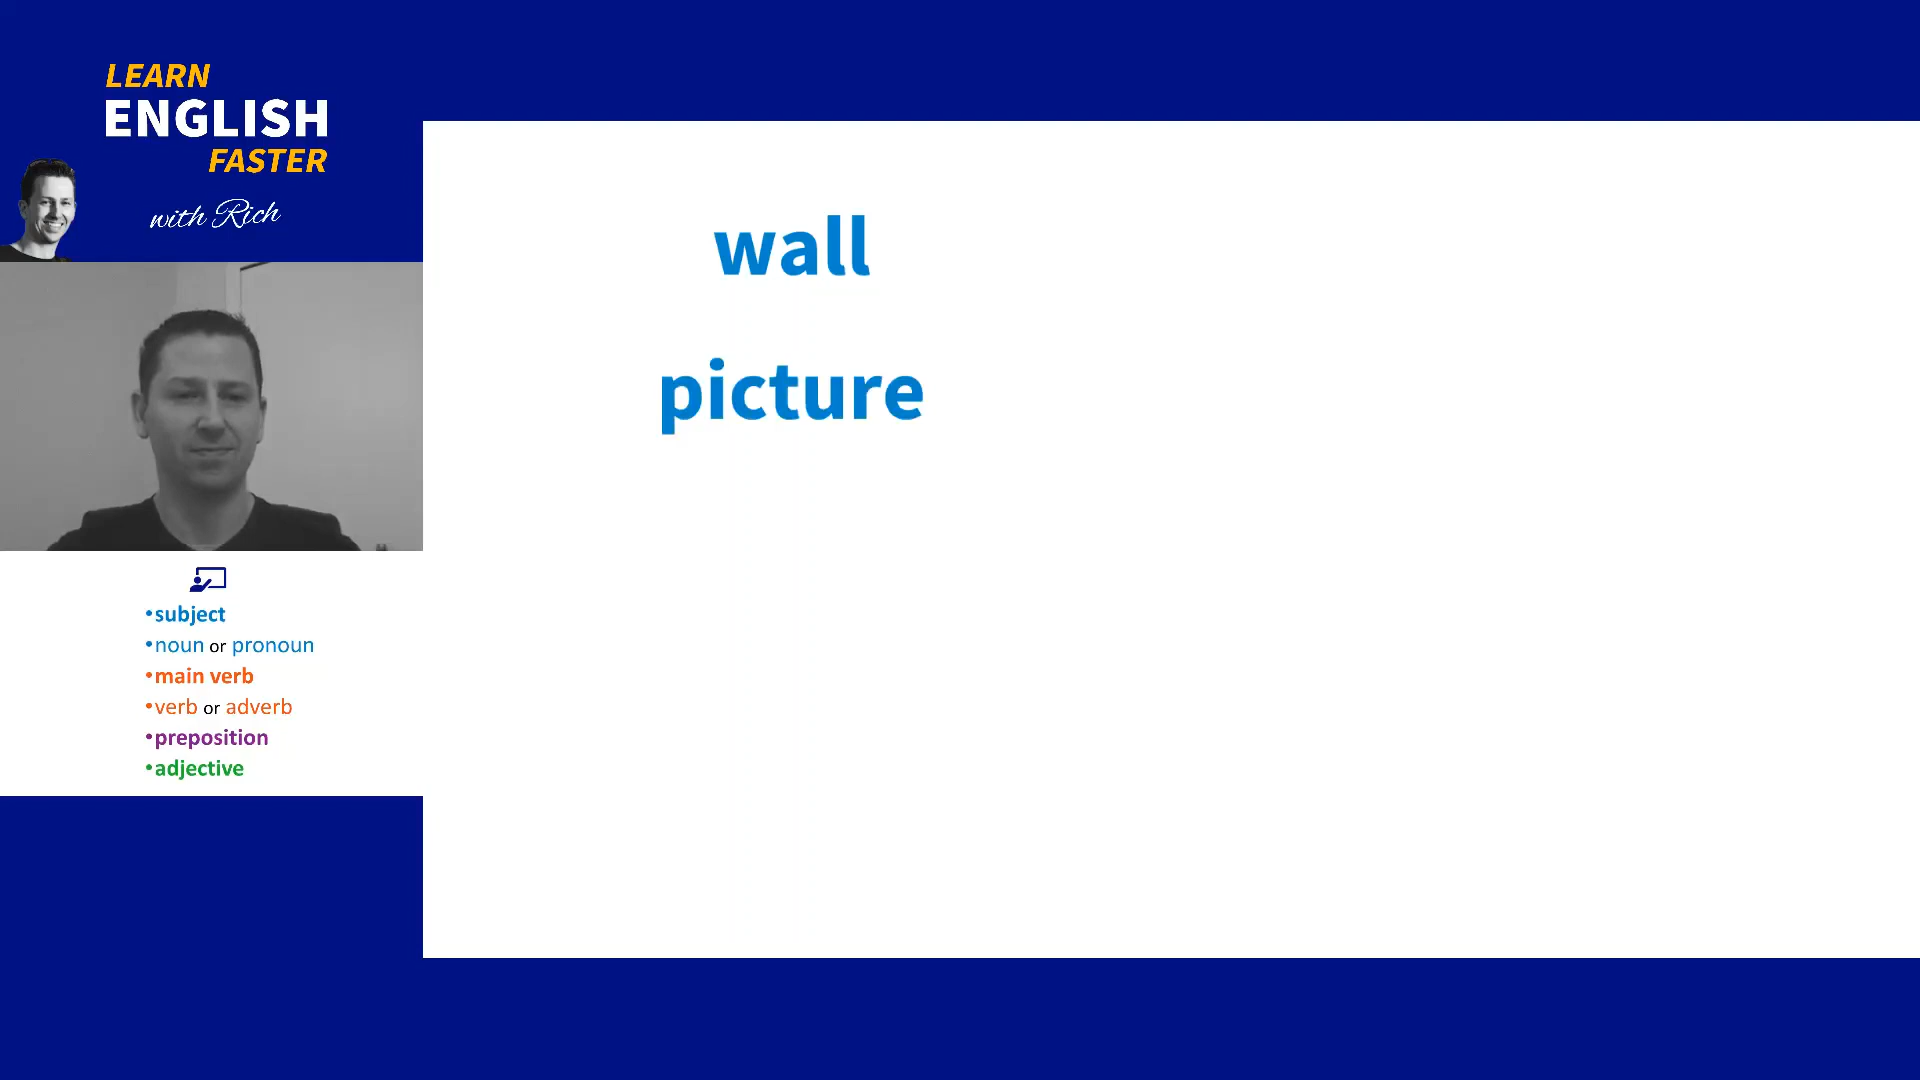 LEARN
ENGLISH
FASTER
with Rich
wall
picture
•subject
•noun or pronoun
•main verb
•verb or adverb
•preposition
•adjective